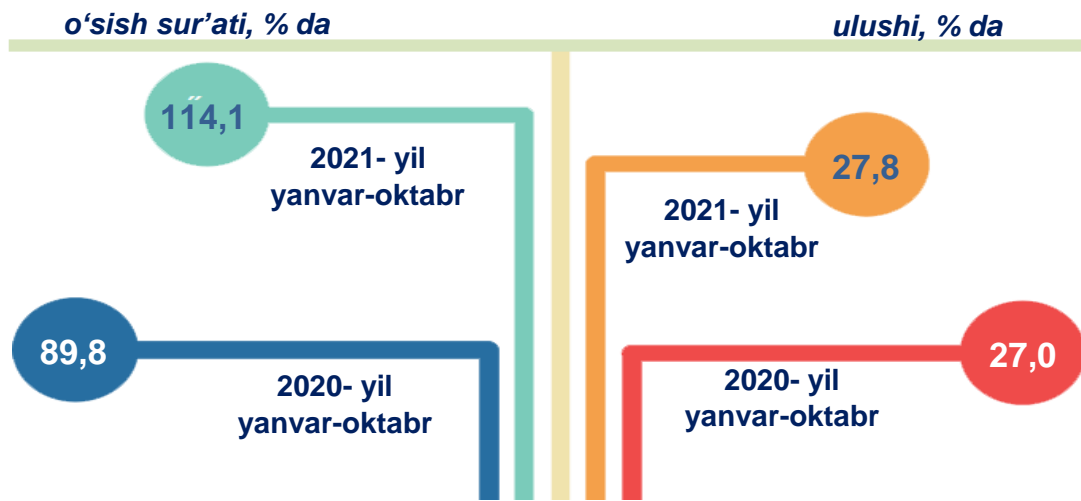 o‘sish sur’ati, % da
ulushi, % da
114,1
2021- yil
yanvar-oktabr
27,8
2021- yil
yanvar-oktabr
89,8
2020- yil
yanvar-oktabr
27,0
2020- yil
yanvar-oktabr